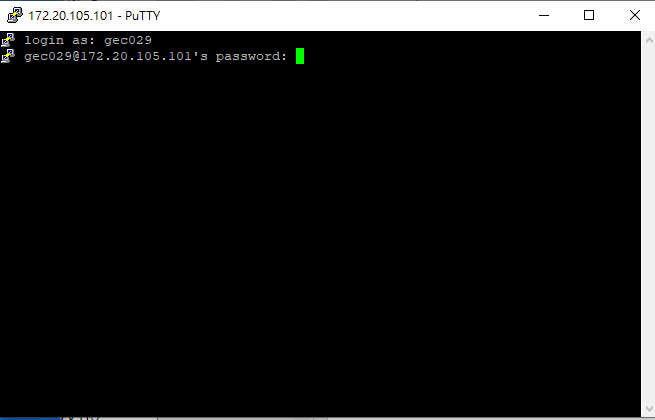 172.20.105.101 - PuTTY
login as: gec029
gec029@172.20.105.101's password: